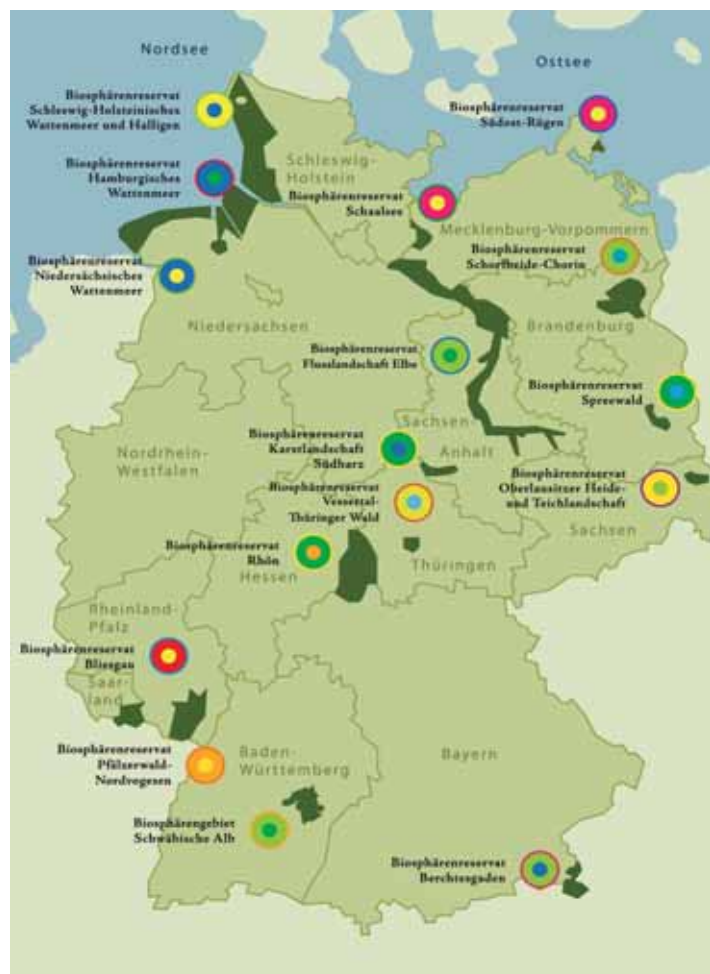 Nordsee
Ostsee
Biosphärenreservat
Schleswig-Holsteinisches
Wattenmeer und Halligen
Biosphärenreservat
Südost-Rügen
Biosphärenreservat
Hamburgisches
Wattenmeer
Schleswig-
Holstein
Biosphärenreservat
Schaalsee
Mecklenburg-Vorpommern
Biosphärenreservat
Schorfheide-Chorin
Biosphärenreservat
Niedersächsisches
Wattenmeer
Niedersachsen
Brandenburg
Biosphärenreservat
Flusslandschaft Elbe
Biosphärenreservat
Spreewald
Sachsen-
Anhalt
Biosphärenreservat
Karstlandschaft
Südharz
Nordrhein-
Westfalen
Biosphärenreservat
Oberlausitzer Heide-
und Teichlandschaft
Biosphärenreservat
Vessertal-
Thüringer Wald
Sachsen
Biosphärenreservat
Rhön
Hessen
Thüringen
Rheinland-
Pfalz
Biosphärenreservat
Bliesgau
Saar-
land
Biosphärenreservat
Pfälzerwald-
Nordvogesen
Baden-
Württemberg
Bayern
Biosphärengebiet
Schwäbische Alb
Biosphärenreservat
Berchtesgaden